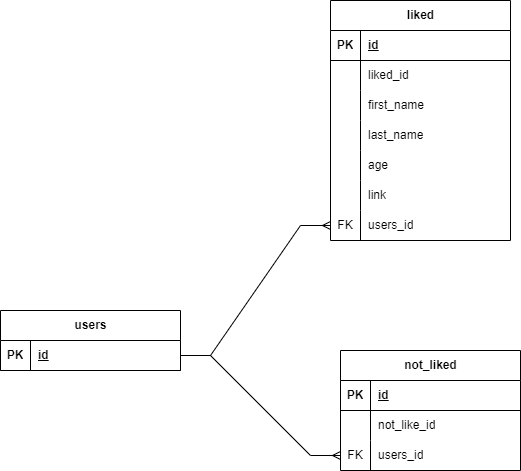 liked
PK id
liked_id
first_name
last_name
age
link
FK users_id
users
PK id
not_liked
PK id
not_like_id
FK users_id